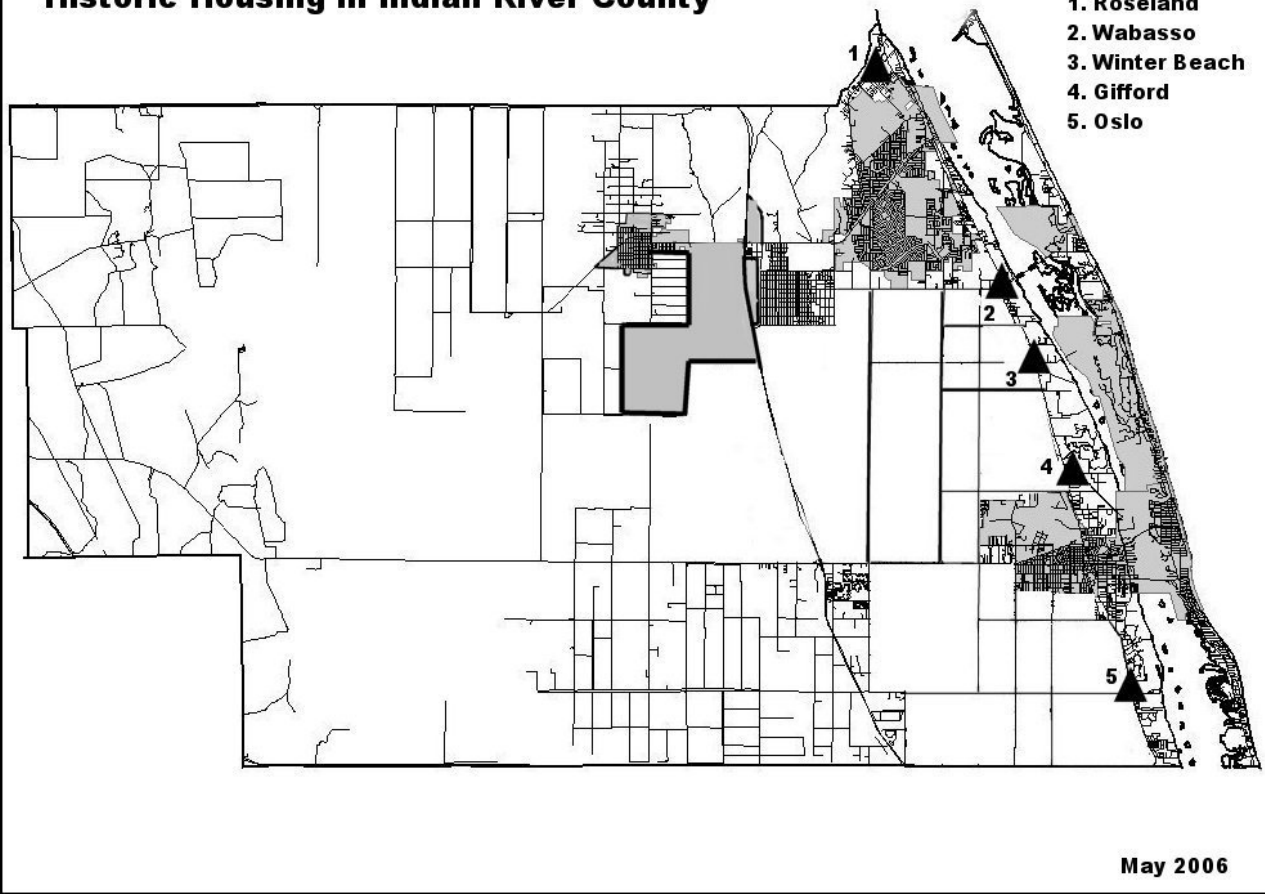 Historic Housing in Indian River County
1. Roseland
2. Wabasso
3. Winter Beach
4. Gifford
5. Oslo
1
2
3
4
5
May 2006